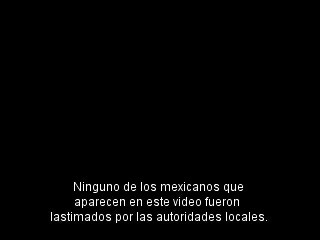 Ninguno de los mexicanos que
aparecen en este video fueron
lastimados por las autoridades locales.